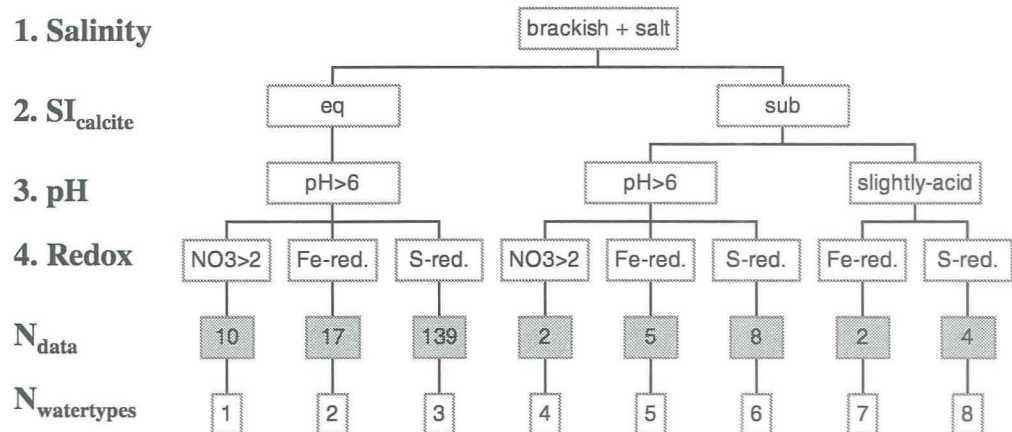 1. Salinity brackish + salt
2. SIcalcite eq sub
3. pH pH>6 pH>6 slightly-acid
4. Redox NO3>2 Fe-red. S-red. NO3>2 Fe-red. S-red. Fe-red. S-red.
Ndata 10 17 139 2 5 8 2 4
Nwatertypes 1 2 3 4 5 6 7 8